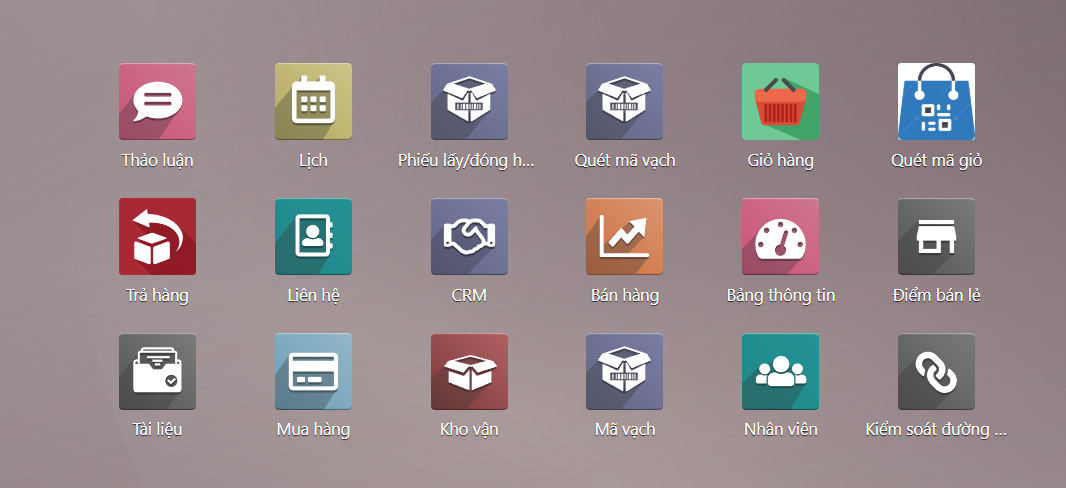 Thảo luận
Lịch
Phiếu lấy/đóng h...
Quét mã vạch
Giỏ hàng
Quét mã giỏ
Trả hàng
Liên hệ
CRM
Bán hàng
Bảng thông tin
Điểm bán lẻ
Tài liệu
Mua hàng
Kho vận
Mã vạch
Nhân viên
Kiểm soát đường ...